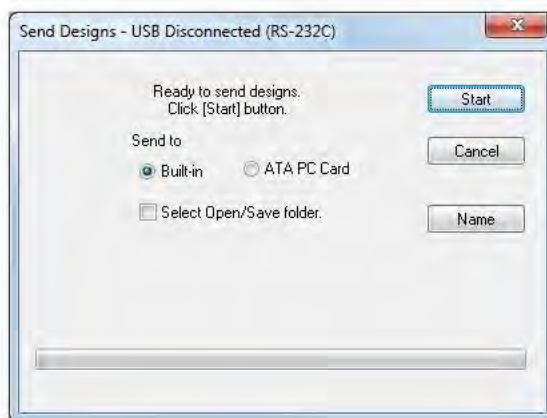 Send Designs - USB Disconnected (RS-232C)
Ready to send designs.
Click [Start] button.
Start
Send to
Cancel
Built-in
ATA PC Card
Select Open/Save folder.
Name